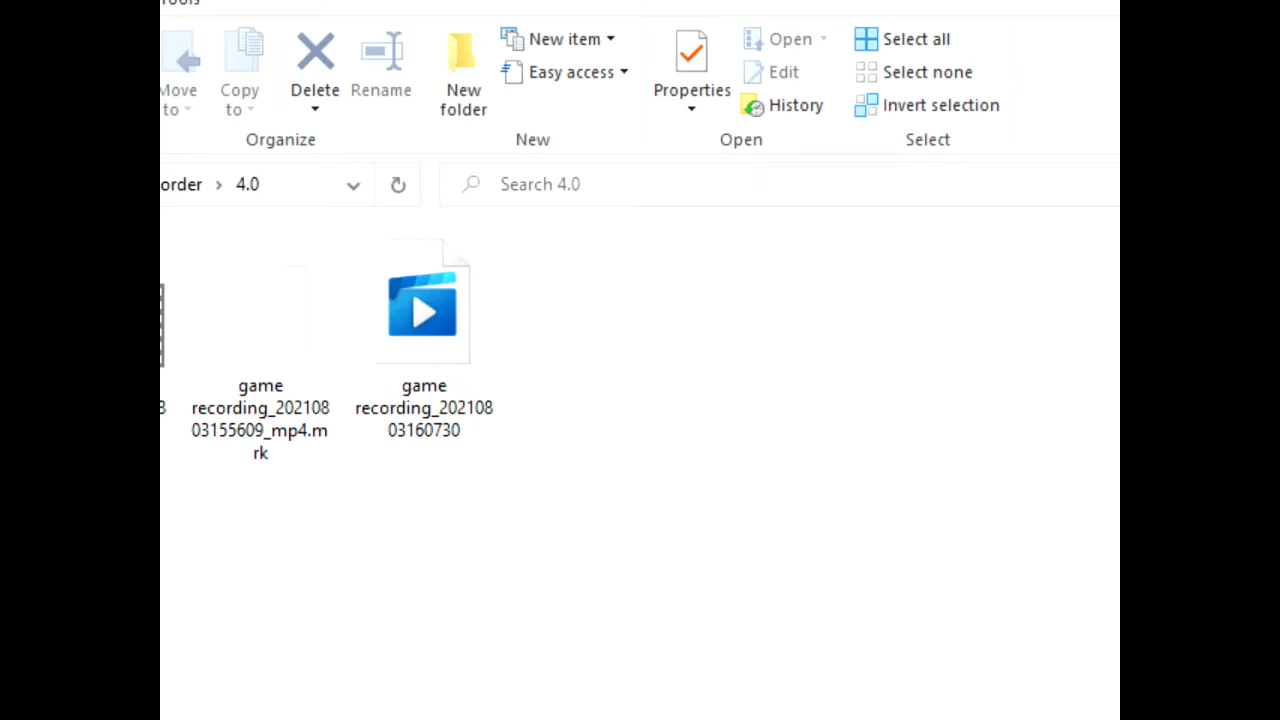 Tools
New item
Open
Select all
Easy access
Edit
Select none
Move to
Copy to
Delete
Rename
New folder
Properties
History
Invert selection
Organize
New
Open
Select
order > 4.0
Search 4.0
game
recording_202108
03155609_mp4.m
rk
game
recording_202108
03160730
8